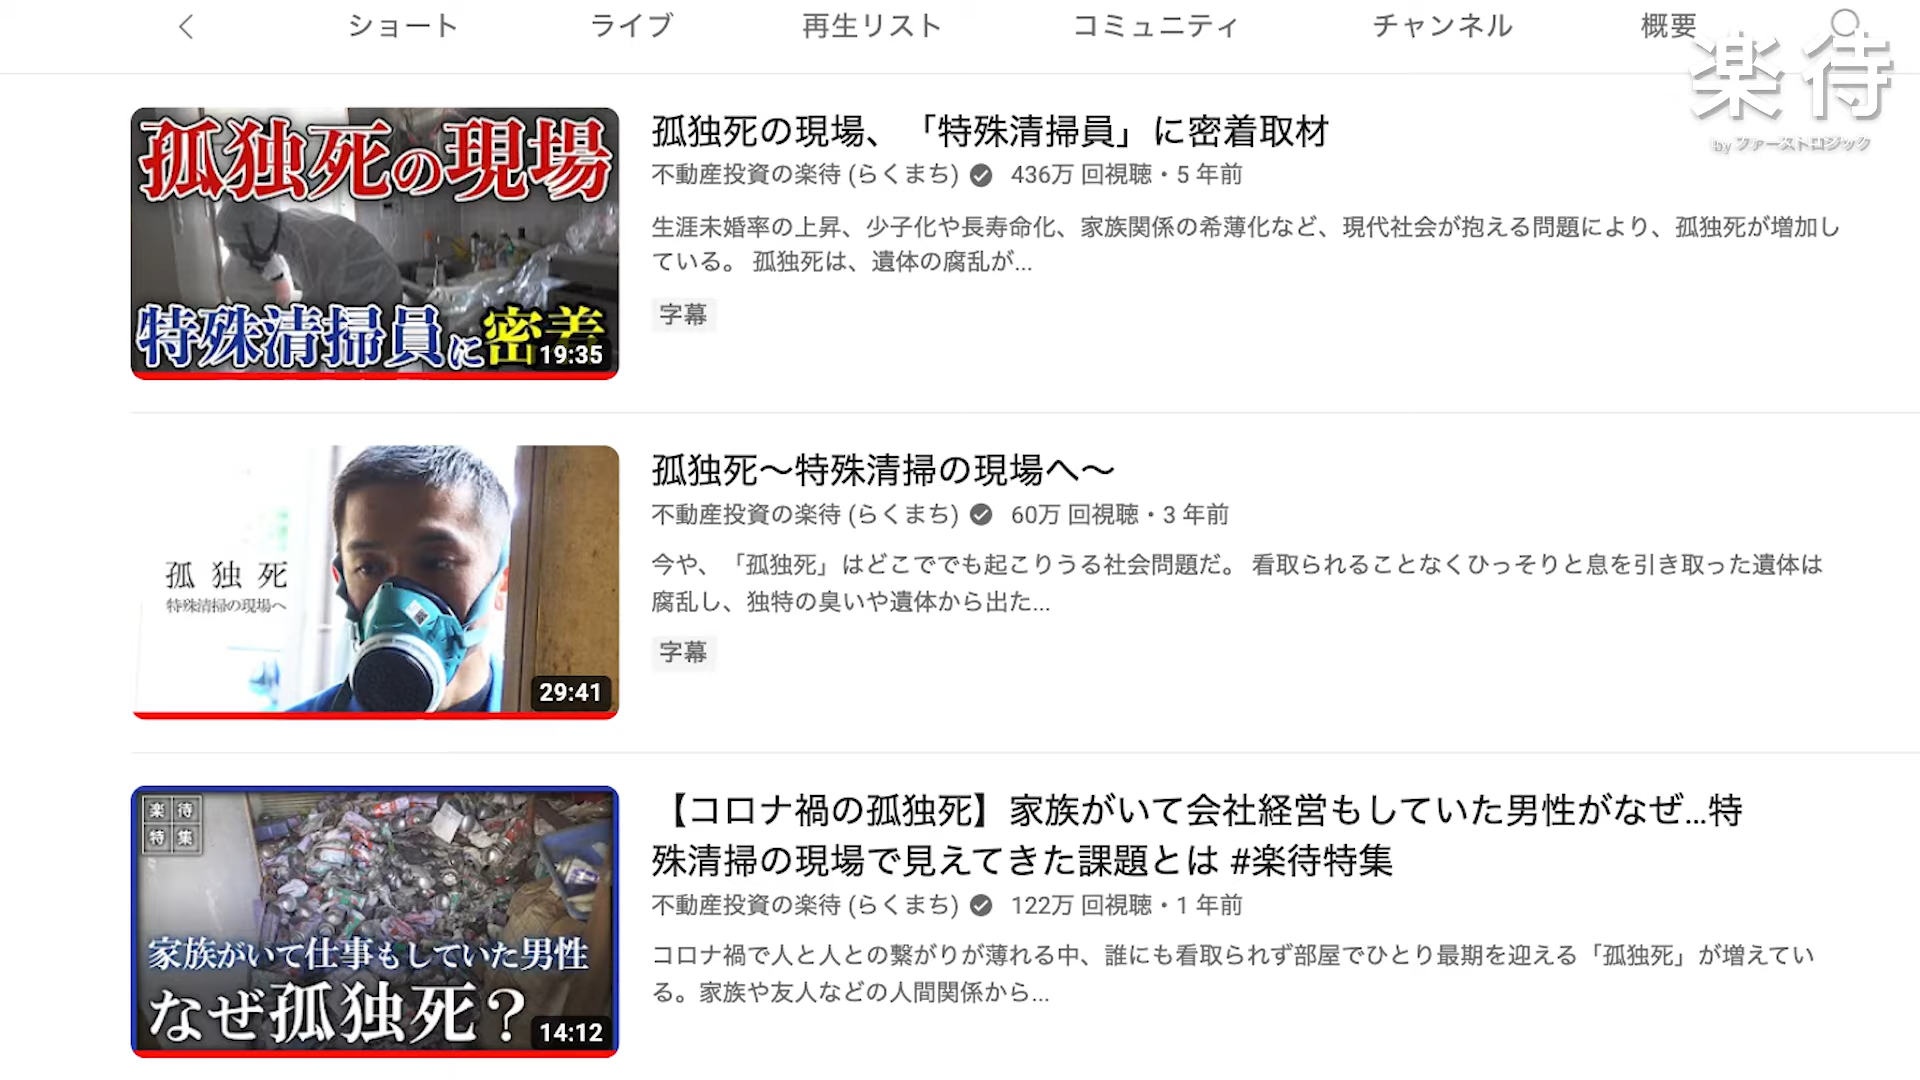 ショート ライブ 再生リスト コミュニティ チャンネル 概要
楽待
by ファーストロジック
孤独死の現場
特殊清掃員に密着
19:35
孤独死の現場、「特殊清掃員」に密着取材
不動産投資の楽待 (らくまち) 436万 回視聴・5 年前
生涯未婚率の上昇、少子化や長寿命化、家族関係の希薄化など、現代社会が抱える問題により、孤独死が増加し
ている。 孤独死は、遺体の腐乱が...
字幕
孤独死
特殊清掃の現場へ
29:41
孤独死〜特殊清掃の現場へ〜
不動産投資の楽待 (らくまち) 60万 回視聴・3 年前
今や、「孤独死」はどこででも起こりうる社会問題だ。 看取られることなくひっそりと息を引き取った遺体は
腐乱し、独特の臭いや遺体から出た...
字幕
楽待
特集
家族がいて仕事もしていた男性
なぜ孤独死？
14:12
【コロナ禍の孤独死】家族がいて会社経営もしていた男性がなぜ...特
殊清掃の現場で見えてきた課題とは #楽待特集
不動産投資の楽待 (らくまち) 122万 回視聴・1 年前
コロナ禍で人と人との繋がりが薄れる中、誰にも看取られず部屋でひとり最期を迎える「孤独死」が増えてい
る。家族や友人などの人間関係から...